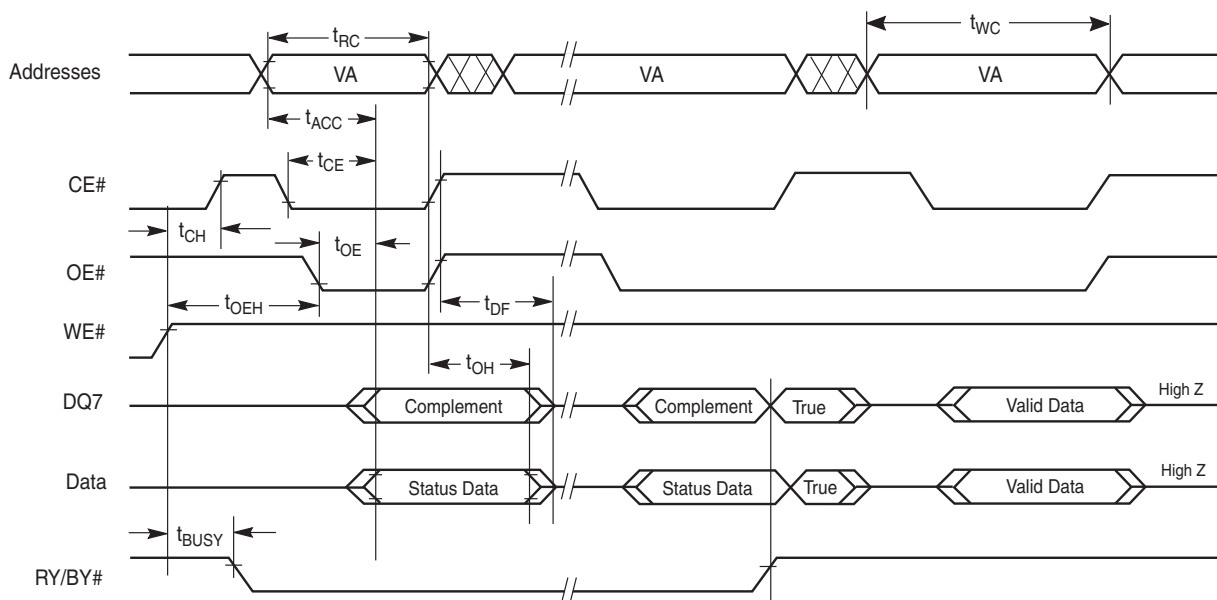 tRC
tWC
Addresses
VA
VA
VA
tACC
tCE
CE#
tCH
tOE
OE#
tOEH
tDF
WE#
tOH
DQ7
Complement
Complement
True
Valid Data
High Z
Data
Status Data
Status Data
True
Valid Data
High Z
tBUSY
RY/BY#